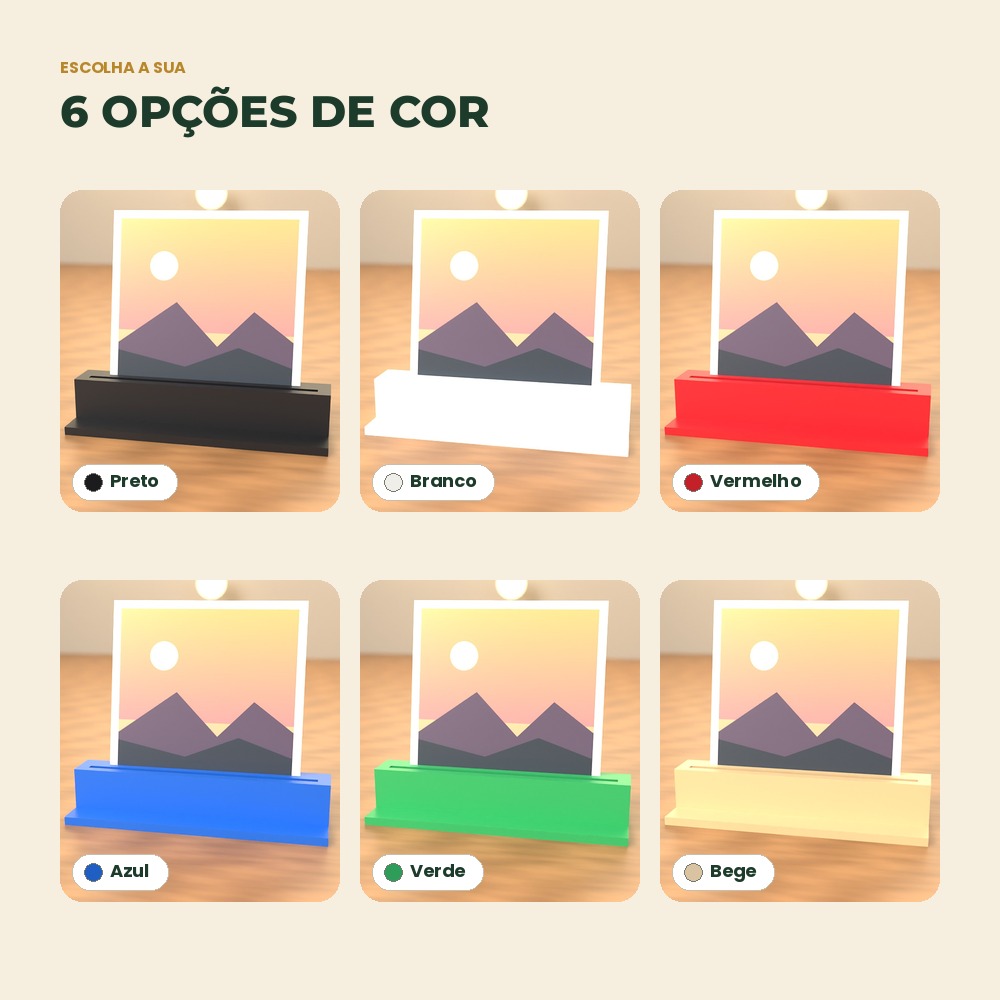 ESCOLHA A SUA
6 OPÇÕES DE COR
Preto
Branco
Vermelho
Azul
Verde
Bege